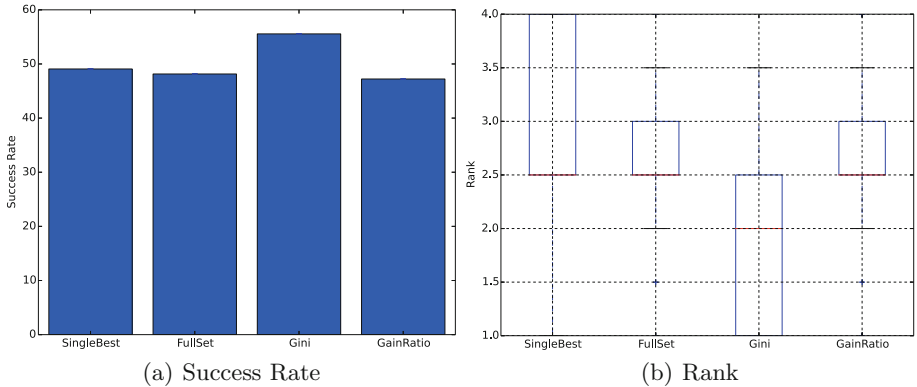 60
50
40
30
20
10
0
Success Rate
SingleBest FullSet Gini GainRatio
(a) Success Rate
4.0
3.5
3.0
2.5
2.0
1.5
1.0
Rank
SingleBest FullSet Gini GainRatio
(b) Rank